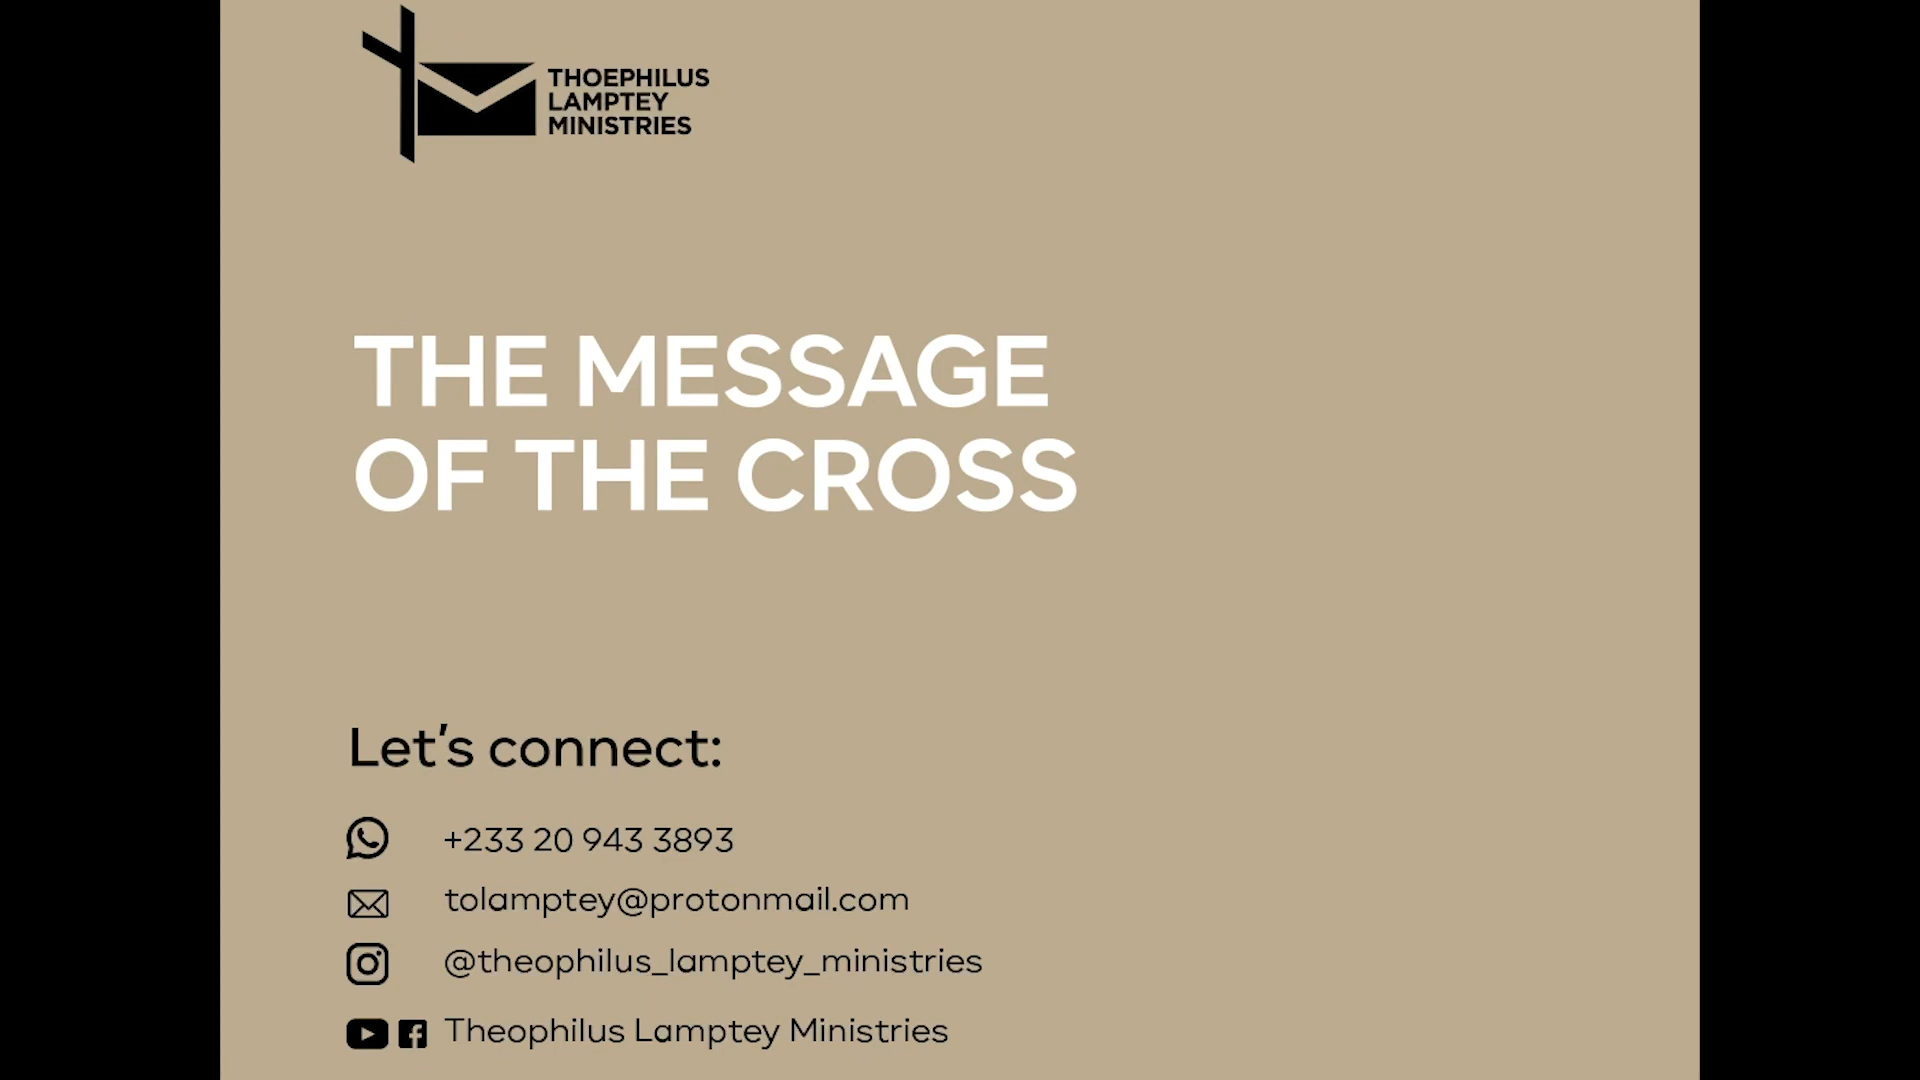 THOEPHILUS
LAMPTEY
MINISTRIES
THE MESSAGE
OF THE CROSS
Let's connect:
+233 20 943 3893
tolamptey@protonmail.com
@theophilus_lamptey_ministries
Theophilus Lamptey Ministries